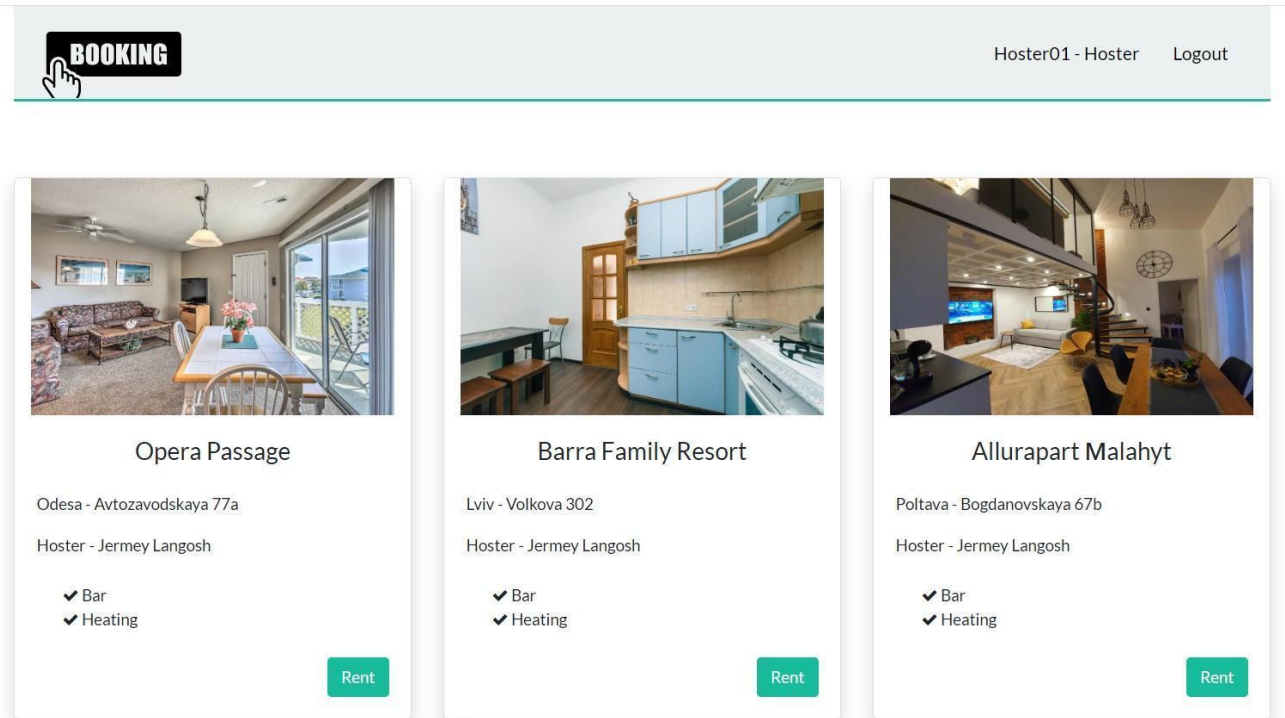 BOOKING
Hoster01 - Hoster Logout
Opera Passage
Odesa - Avtozavodskaya 77a
Hoster - Jermey Langosh
✔ Bar
✔ Heating
Rent
Barra Family Resort
Lviv - Volkova 302
Hoster - Jermey Langosh
✔ Bar
✔ Heating
Rent
Allurapart Malahyt
Poltava - Bogdanovskaya 67b
Hoster - Jermey Langosh
✔ Bar
✔ Heating
Rent